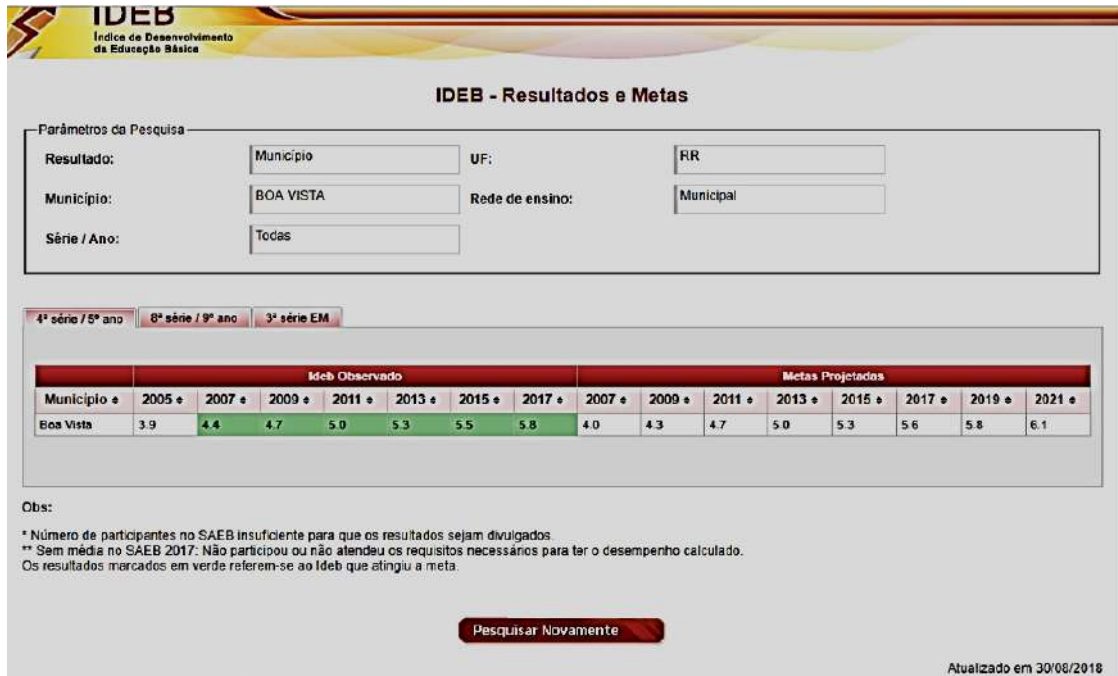 IDEB
Índice de Desenvolvimento
da Educação Básica
IDEB - Resultados e Metas
Parâmetros da Pesquisa
Resultado: Município UF: RR
Município: BOA VISTA Rede de ensino: Municipal
Série / Ano: Todas
4ª série / 5º ano 8ª série / 9º ano 3ª série EM
Ideb Observado Metas Projetadas
Município 2005 2007 2009 2011 2013 2015 2017 2007 2009 2011 2013 2015 2017 2019 2021
Boa Vista 3.9 4.4 4.7 5.0 5.3 5.5 5.8 4.0 4.3 4.7 5.0 5.3 5.6 5.8 6.1
Obs:
* Número de participantes no SAEB insuficiente para que os resultados sejam divulgados.
** Sem média no SAEB 2017: Não participou ou não atendeu os requisitos necessários para ter o desempenho calculado.
Os resultados marcados em verde referem-se ao Ideb que atingiu a meta.
Pesquisar Novamente
Atualizado em 30/08/2018